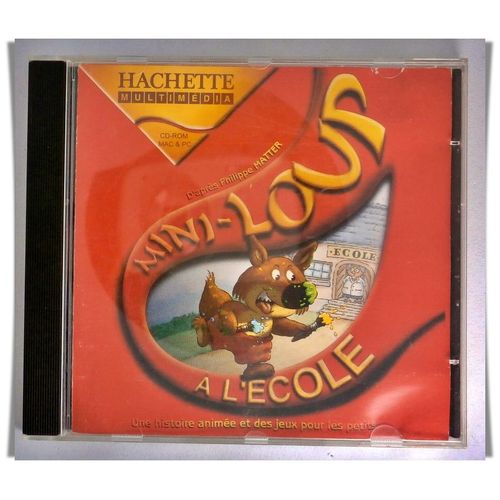 HACHETTE
MULTIMEDIA
CD-ROM
MAC & PC
D'après Philippe MATTER
MINI-LOUP
ECOLE
A L'ECOLE
Une histoire animée et des jeux pour les petits